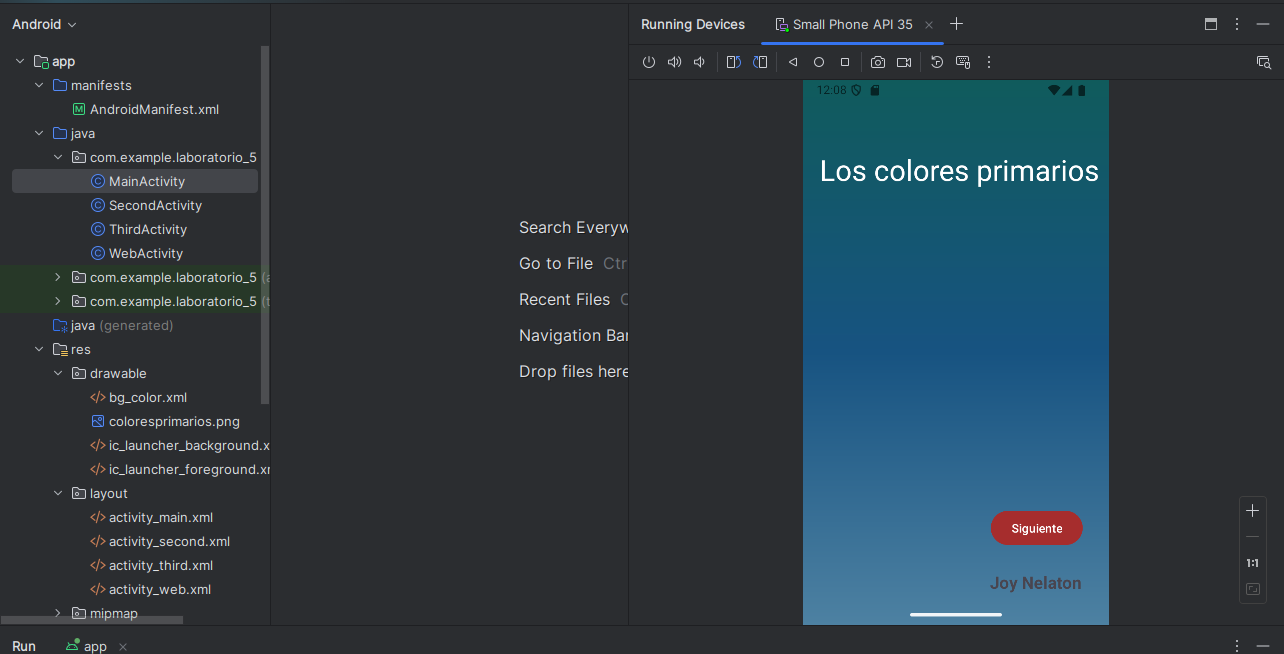 Android
app
manifests
AndroidManifest.xml
java
com.example.laboratorio_5
MainActivity
SecondActivity
ThirdActivity
WebActivity
com.example.laboratorio_5 (a
com.example.laboratorio_5 (t
java (generated)
res
drawable
bg_color.xml
coloresprimarios.png
ic_launcher_background.x
ic_launcher_foreground.xr
layout
activity_main.xml
activity_second.xml
activity_third.xml
activity_web.xml
mipmap
Search Everyw
Go to File Ctr
Recent Files C
Navigation Bar
Drop files here
Running Devices
Small Phone API 35
12:08
Los colores primarios
Siguiente
Joy Nelaton
1:1
Run
app